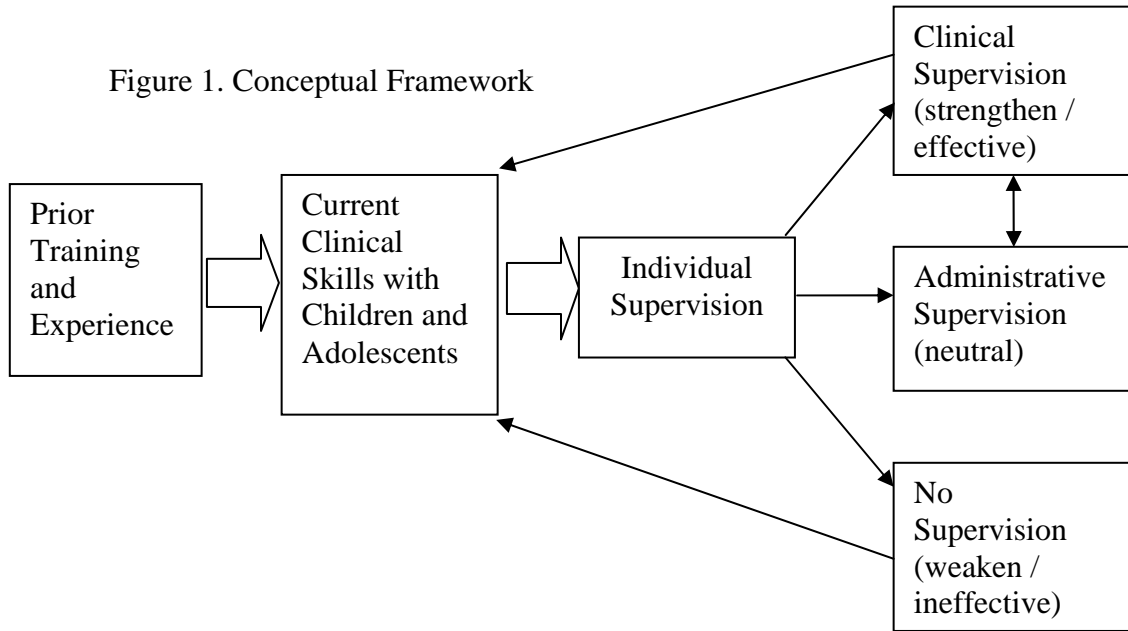 Figure 1. Conceptual Framework
Prior
Training
and
Experience
Current
Clinical
Skills with
Children and
Adolescents
Individual
Supervision
Clinical
Supervision
(strengthen /
effective)
Administrative
Supervision
(neutral)
No
Supervision
(weaken /
ineffective)